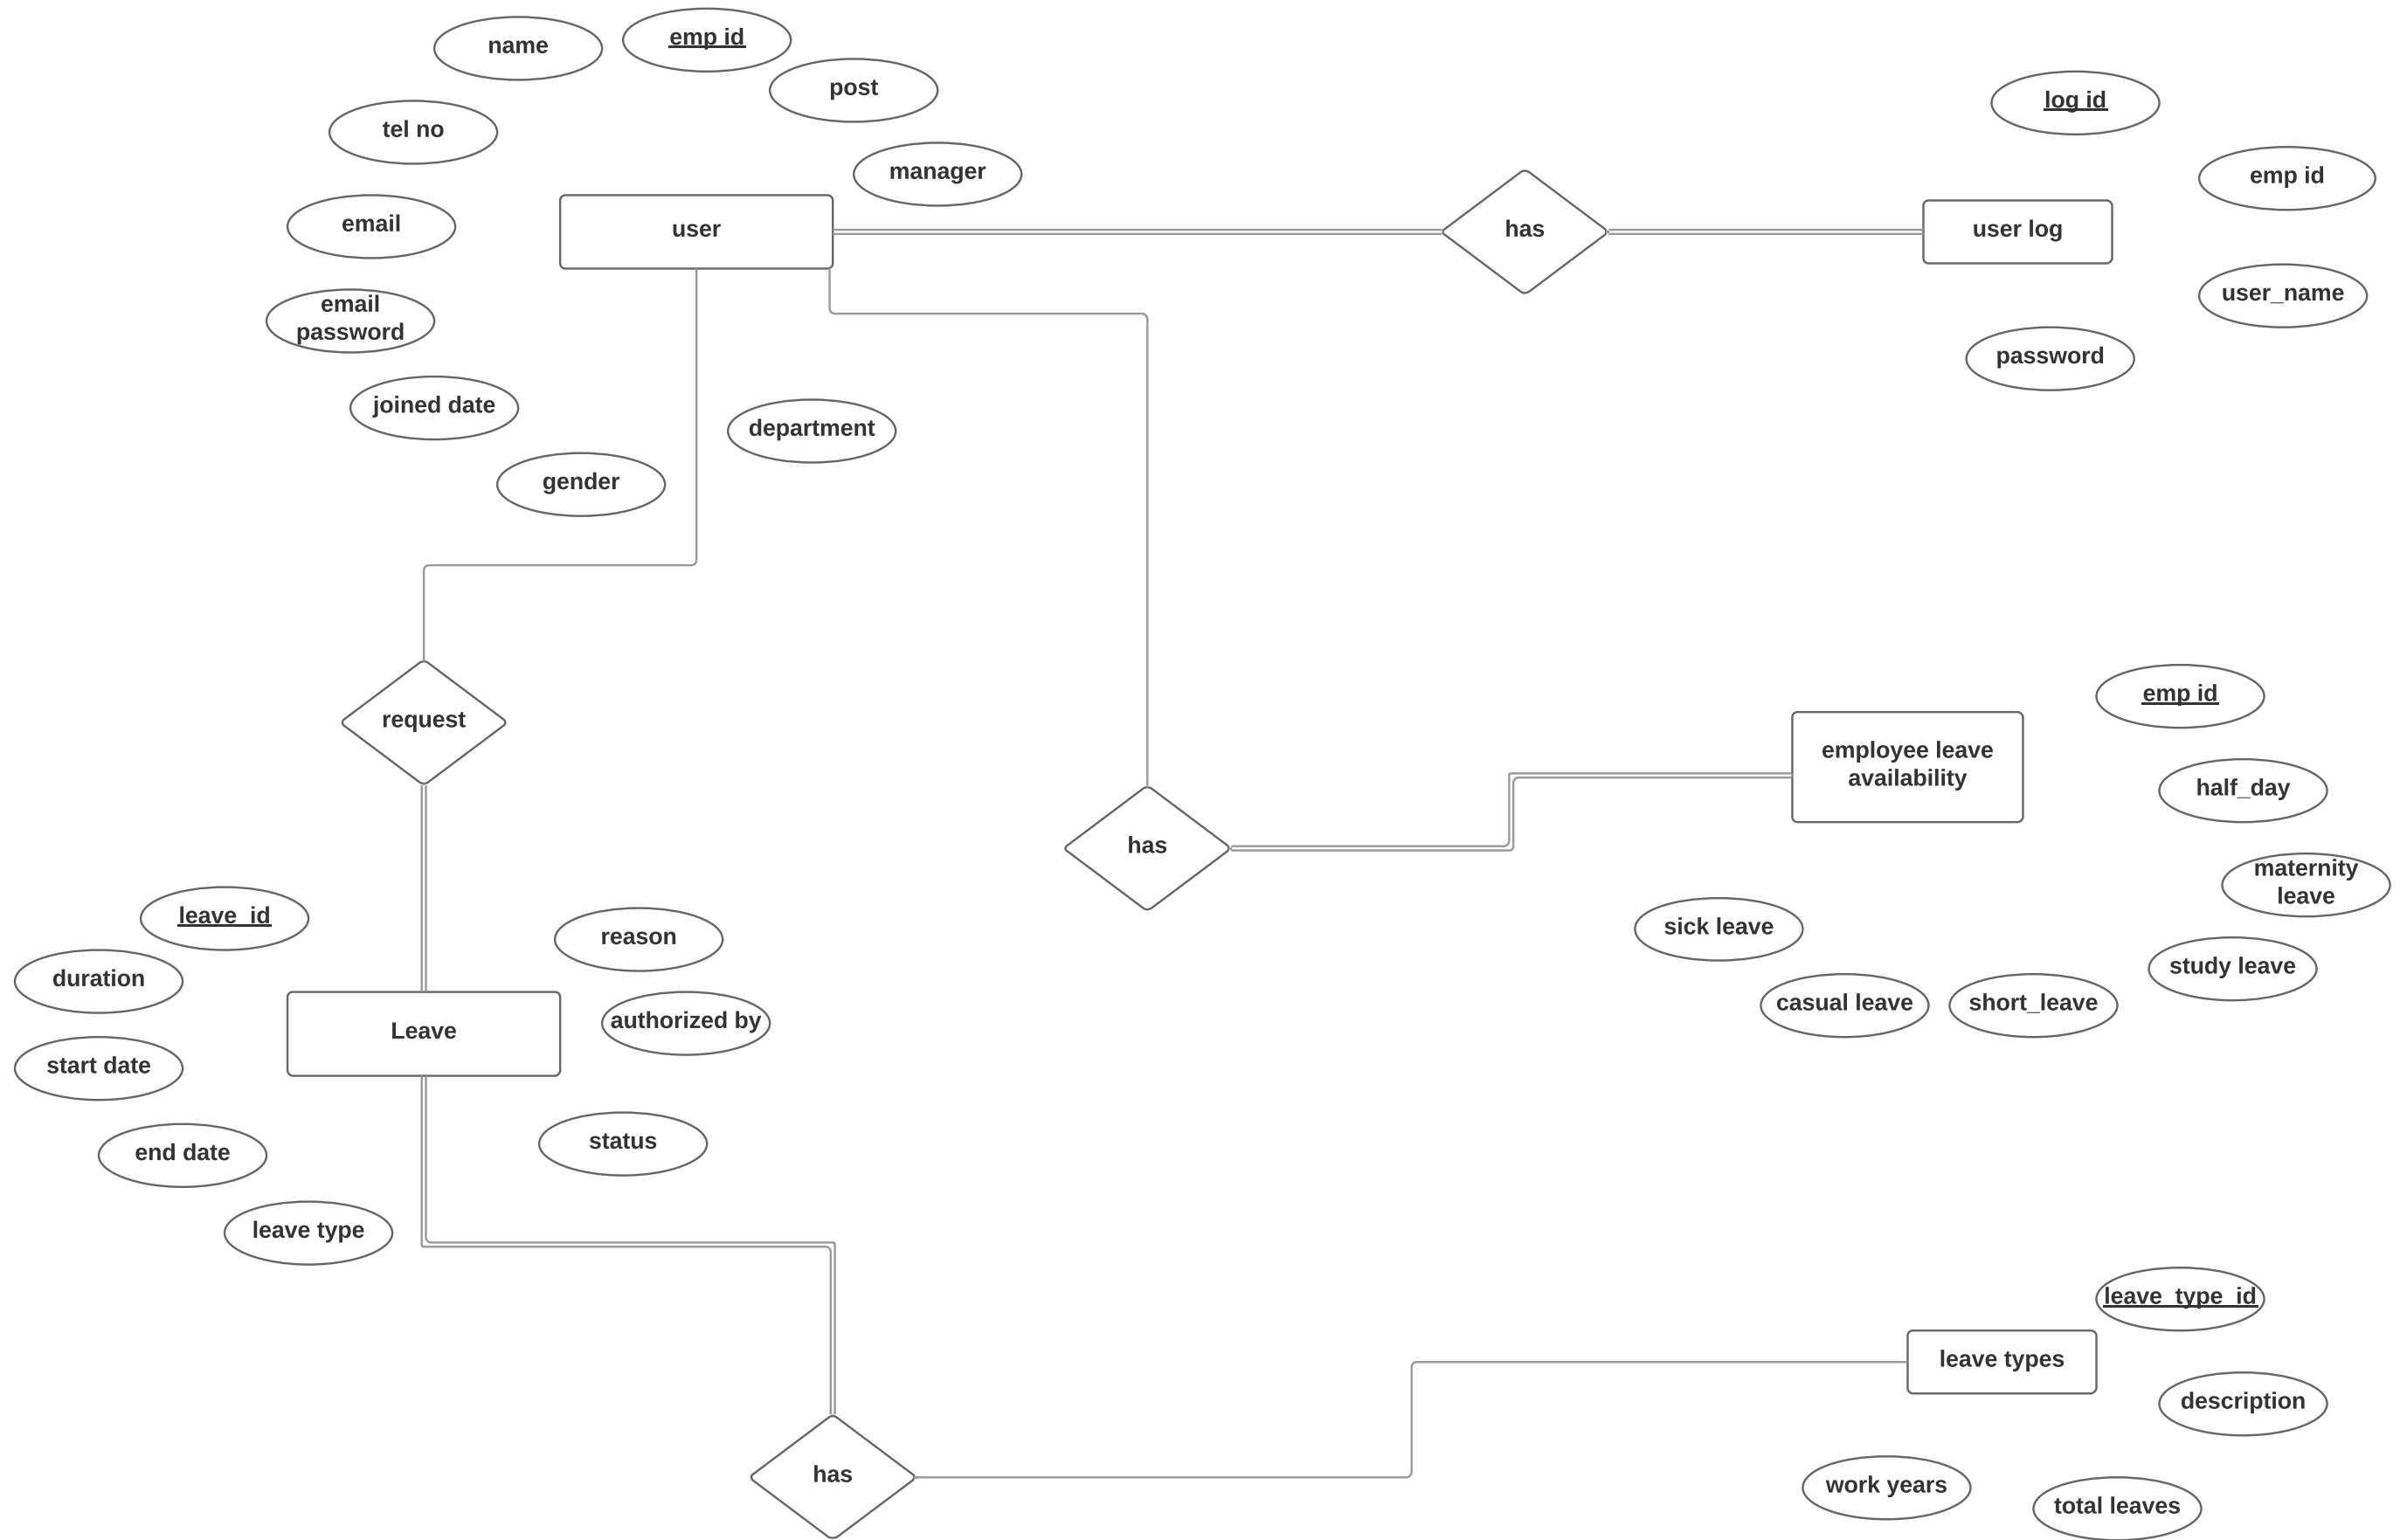 name
emp id
post
tel no
manager
email
user
email
password
joined date
department
gender
has
log id
emp id
user log
user_name
password
request
has
employee leave
availability
emp id
half_day
maternity
leave
study leave
sick leave
casual leave
short_leave
leave_id
reason
duration
authorized by
Leave
start date
status
end date
leave type
has
leave_type_id
leave types
description
work years
total leaves